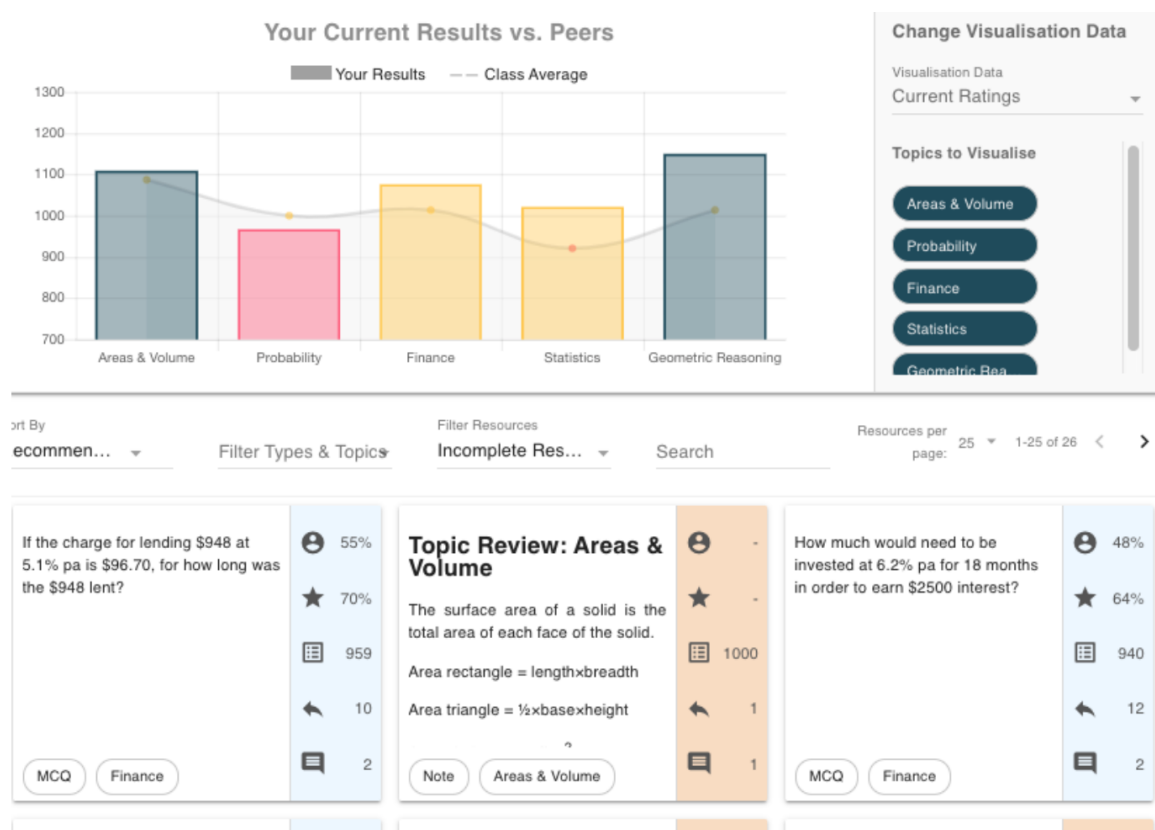 Your Current Results vs. Peers
Your Results
Class Average
1300
1200
1100
1000
900
800
700
Areas & Volume
Probability
Finance
Statistics
Geometric Reasoning
Change Visualisation Data
Visualisation Data
Current Ratings
Topics to Visualise
Areas & Volume
Probability
Finance
Statistics
Geometric Rea...
ort By
ecommen...
Filter Types & Topics
Filter Resources
Incomplete Res...
Search
Resources per
page:
25
1-25 of 26
If the charge for lending $948 at
5.1% pa is $96.70, for how long was
the $948 lent?
55%
70%
959
10
2
MCQ
Finance
Topic Review: Areas &
Volume
The surface area of a solid is the
total area of each face of the solid.
Area rectangle = length×breadth
Area triangle = ½×base×height
-
-
1000
1
1
Note
Areas & Volume
How much would need to be
invested at 6.2% pa for 18 months
in order to earn $2500 interest?
48%
64%
940
12
2
MCQ
Finance